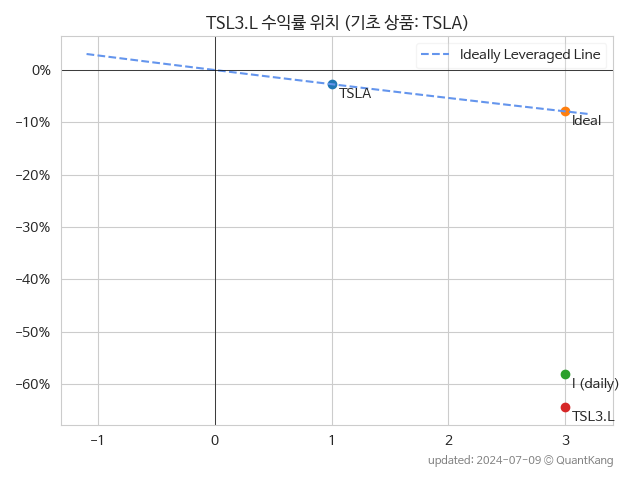 TSL3.L 수익률 위치 (기초 상품: TSLA)
Ideally Leveraged Line
0%
TSLA
−10%
Ideal
−20%
−30%
−40%
−50%
−60%
I (daily)
TSL3.L
−1
0
1
2
3
updated: 2024-07-09 © QuantKang